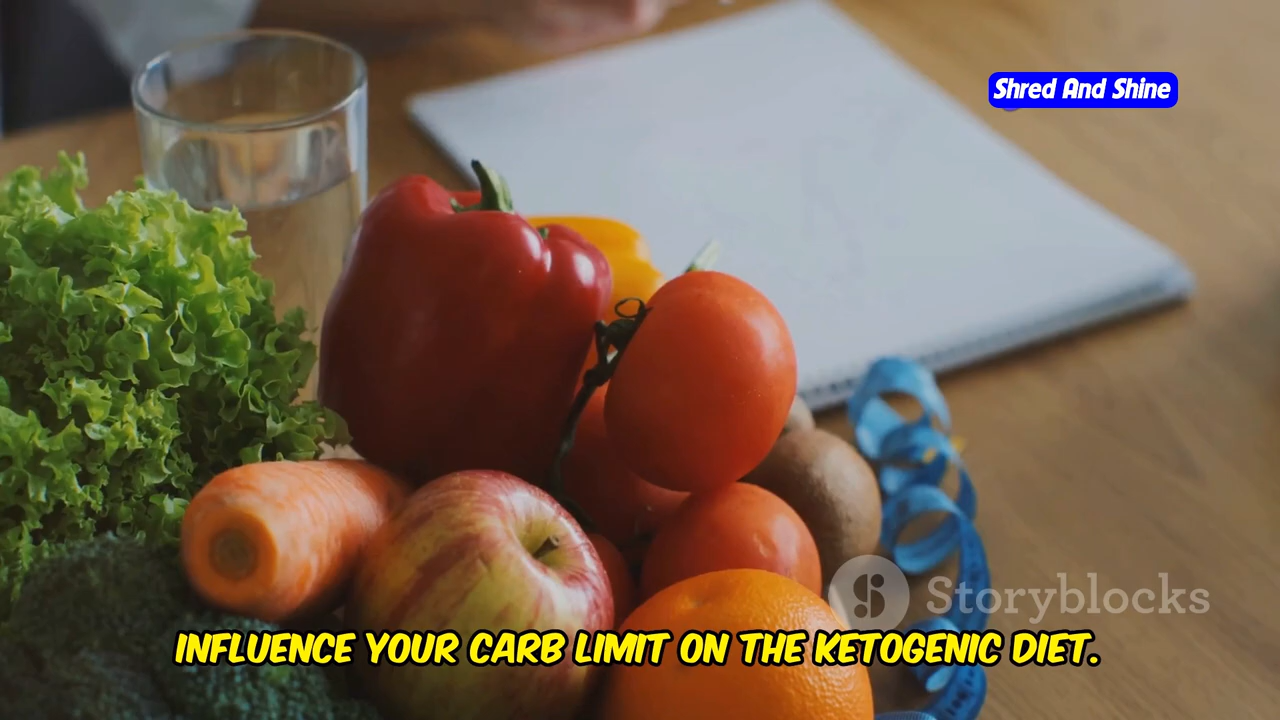 Shred And Shine
Storyblocks
INFLUENCE YOUR CARB LIMIT ON THE KETOGENIC DIET.